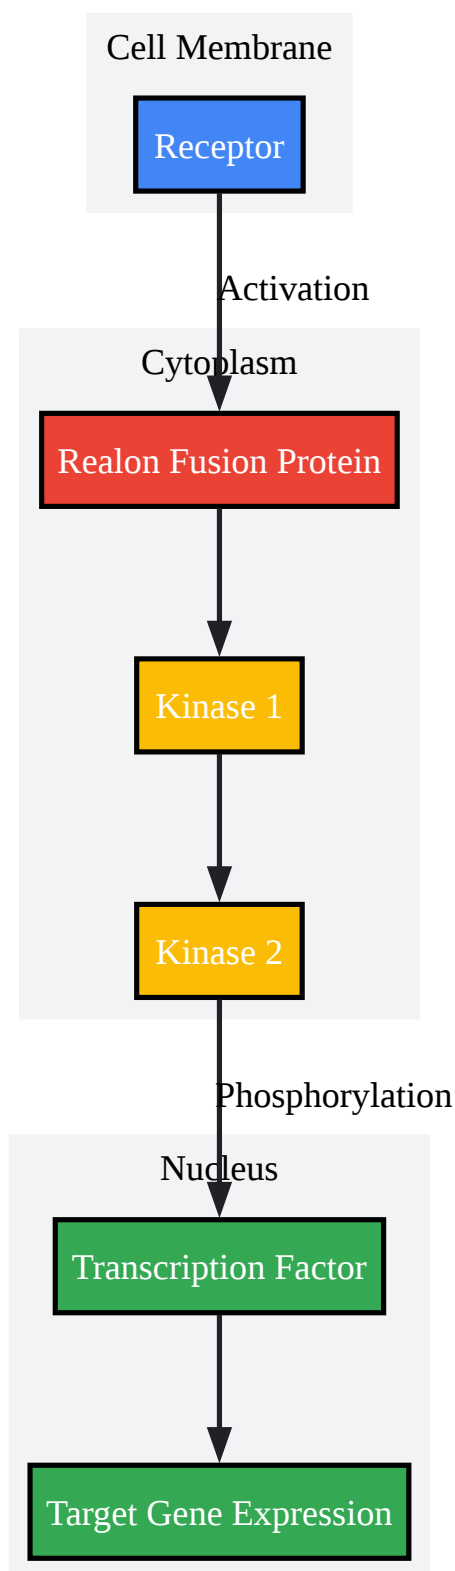 Cell Membrane
Receptor
Activation
Cytoplasm
Realon Fusion Protein
Kinase 1
Kinase 2
Phosphorylation
Nucleus
Transcription Factor
Target Gene Expression